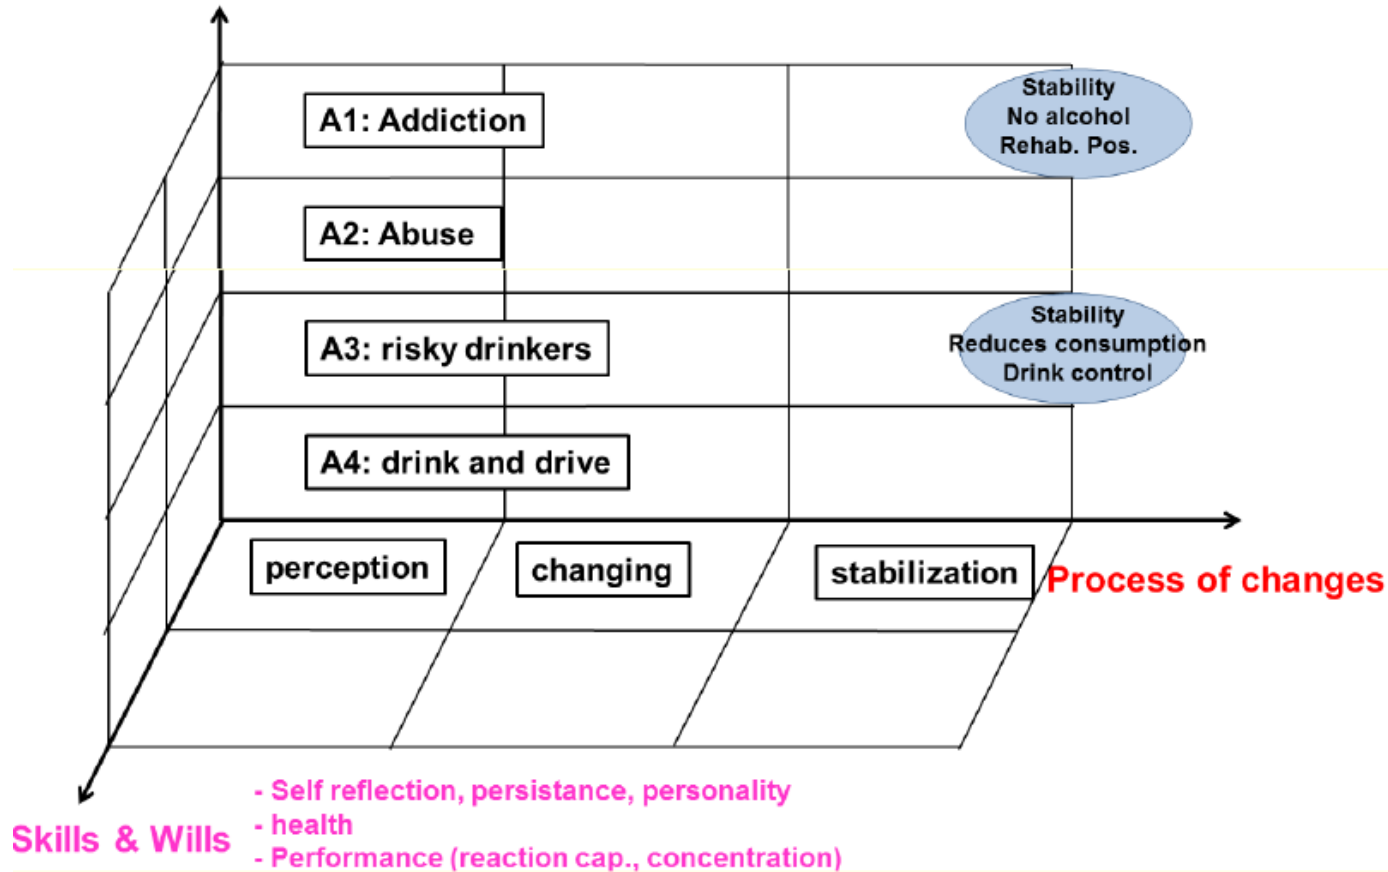 A1: Addiction
Stability
No alcohol
Rehab. Pos.
A2: Abuse
A3: risky drinkers
Stability
Reduces consumption
Drink control
A4: drink and drive
perception
changing
stabilization
Process of changes
Skills & Wills
- Self reflection, persistance, personality
- health
- Performance (reaction cap., concentration)